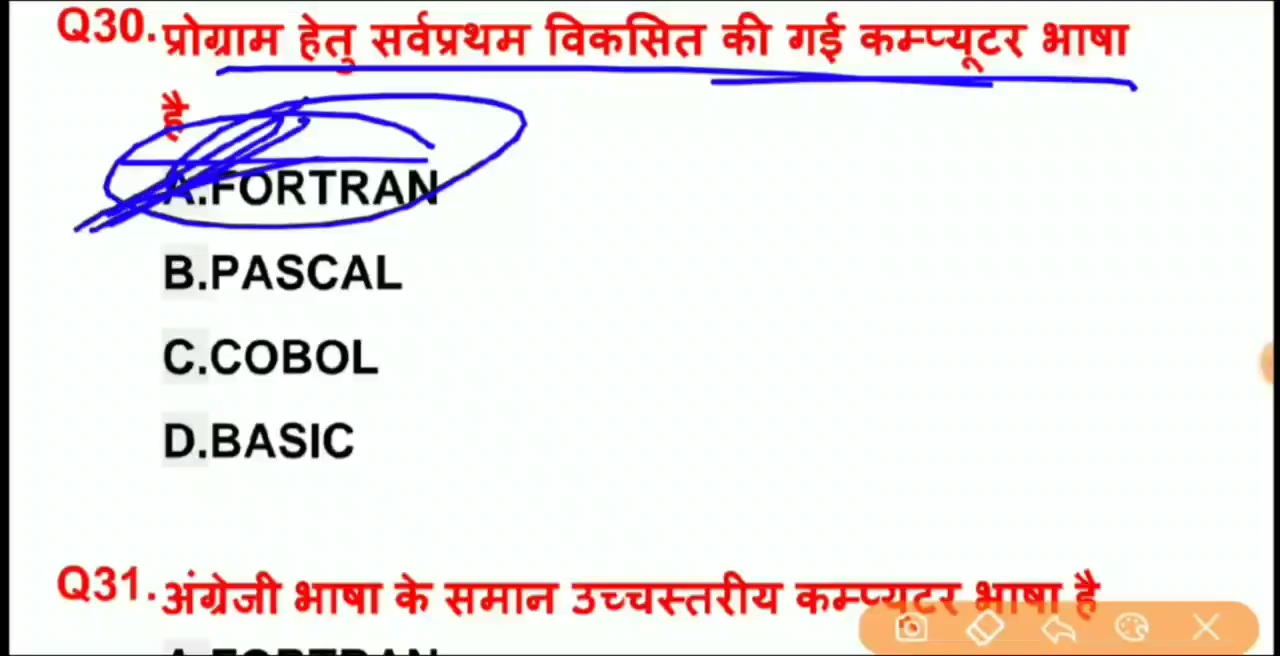 Q30. प्रोग्राम हेतु सर्वप्रथम विकसित की गई कम्प्यूटर भाषा
है
A.FORTRAN
B.PASCAL
C.COBOL
D.BASIC
Q31. अंग्रेजी भाषा के समान उच्चस्तरीय कम्प्यूटर भाषा है
A.FORTRAN